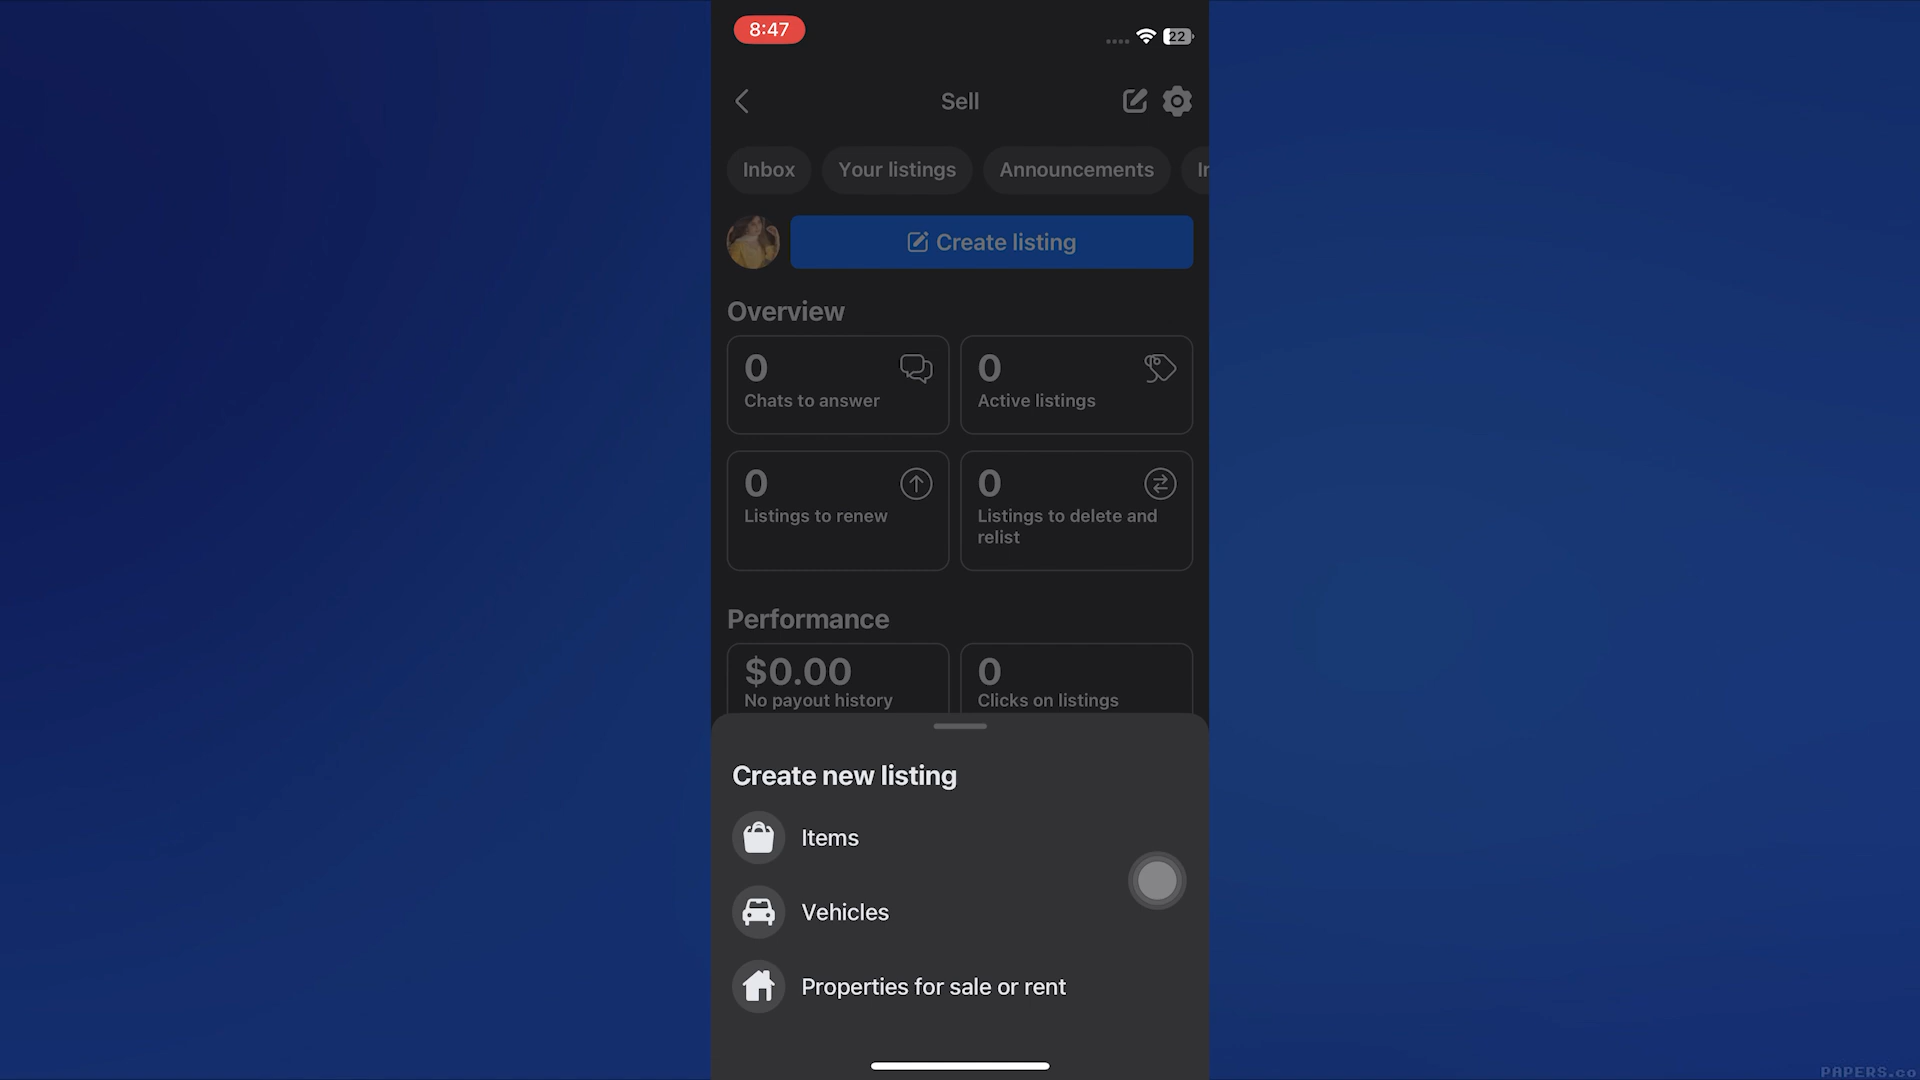 8:47
22
Sell
Inbox
Your listings
Announcements
Create listing
Overview
0
Chats to answer
0
Active listings
0
Listings to renew
0
Listings to delete and
relist
Performance
$0.00
No payout history
0
Clicks on listings
Create new listing
Items
Vehicles
Properties for sale or rent
PAPERS.co